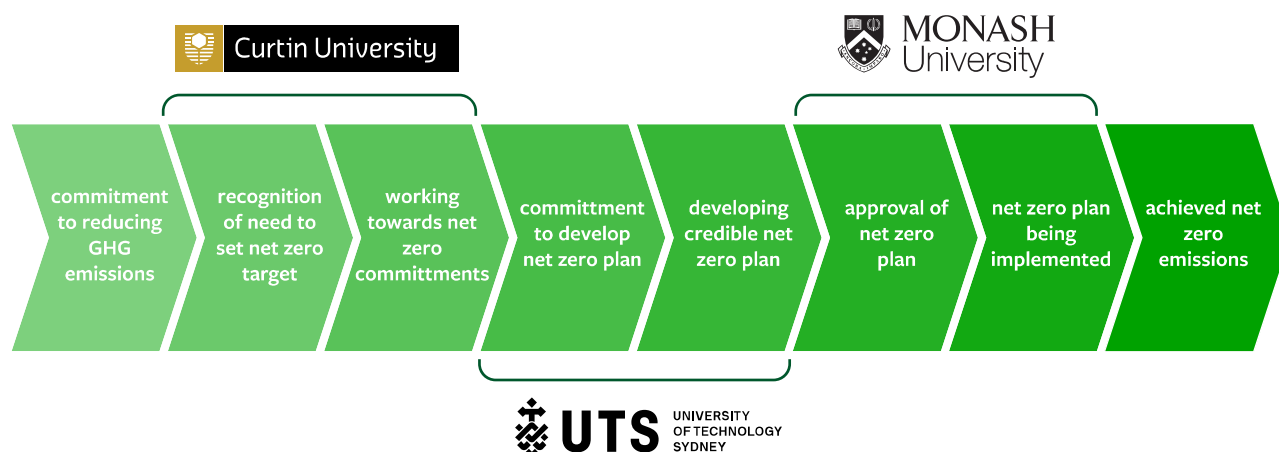 Curtin University
MONASH
University
commitment
to reducing
GHG
emissions
recognition
of need to
set net zero
target
working
towards net
zero
committments
committment
to develop
net zero plan
developing
credible net
zero plan
approval of
net zero
plan
net zero plan
being
implemented
achieved net
zero
emissions
UTS
UNIVERSITY
OF TECHNOLOGY
SYDNEY